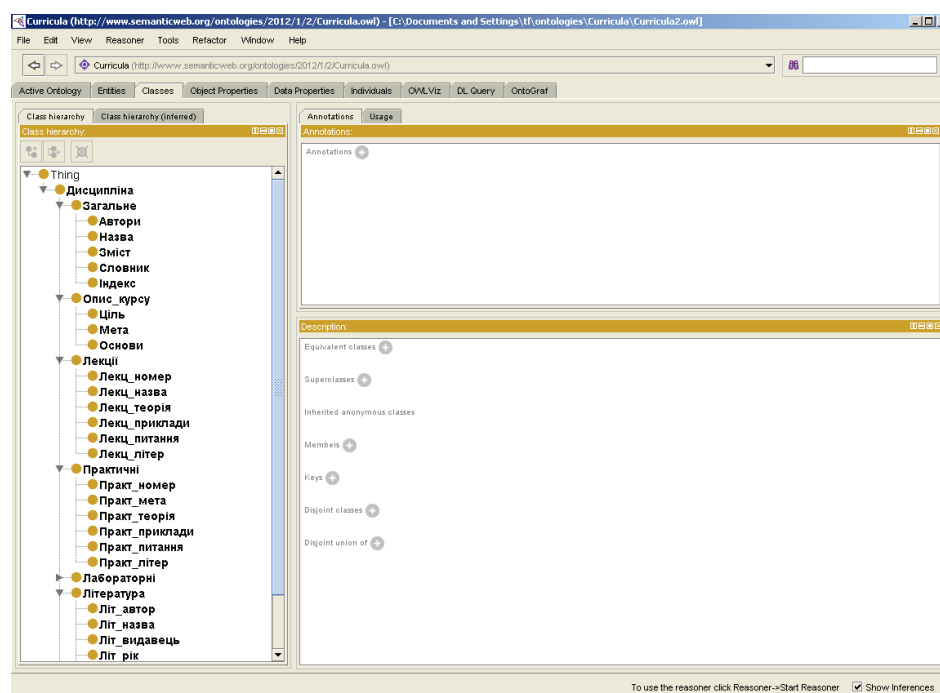 Curricula (http://www.semanticweb.org/ontologies/2012/1/2/Curricula.owl) - [C:\Documents and Settings\tl\ontologies\Curricula\Curricula2.owl]
File Edit View Reasoner Tools Refactor Window Help
Curricula (http://www.semanticweb.org/ontologies/2012/1/2/Curricula.owl)
Active Ontology Entities Classes Object Properties Data Properties Individuals OWLViz DL Query OntoGraf
Class hierarchy Class hierarchy (inferred)
Class hierarchy:
Thing
Дисципліна
Загальне
Автори
Назва
Зміст
Словник
Індекс
Опис_курсу
Ціль
Мета
Основи
Лекції
Лекц_номер
Лекц_назва
Лекц_теорія
Лекц_приклади
Лекц_питання
Лекц_літер
Практичні
Практ_номер
Практ_мета
Практ_теорія
Практ_приклади
Практ_питання
Практ_літер
Лабораторні
Література
Літ_автор
Літ_назва
Літ_видавець
Літ_рік
Annotations Usage
Annotations:
Annotations
Description:
Equivalent classes
Superclasses
Inherited anonymous classes
Members
Keys
Disjoint classes
Disjoint union of
To use the reasoner click Reasoner->Start Reasoner Show Inferences